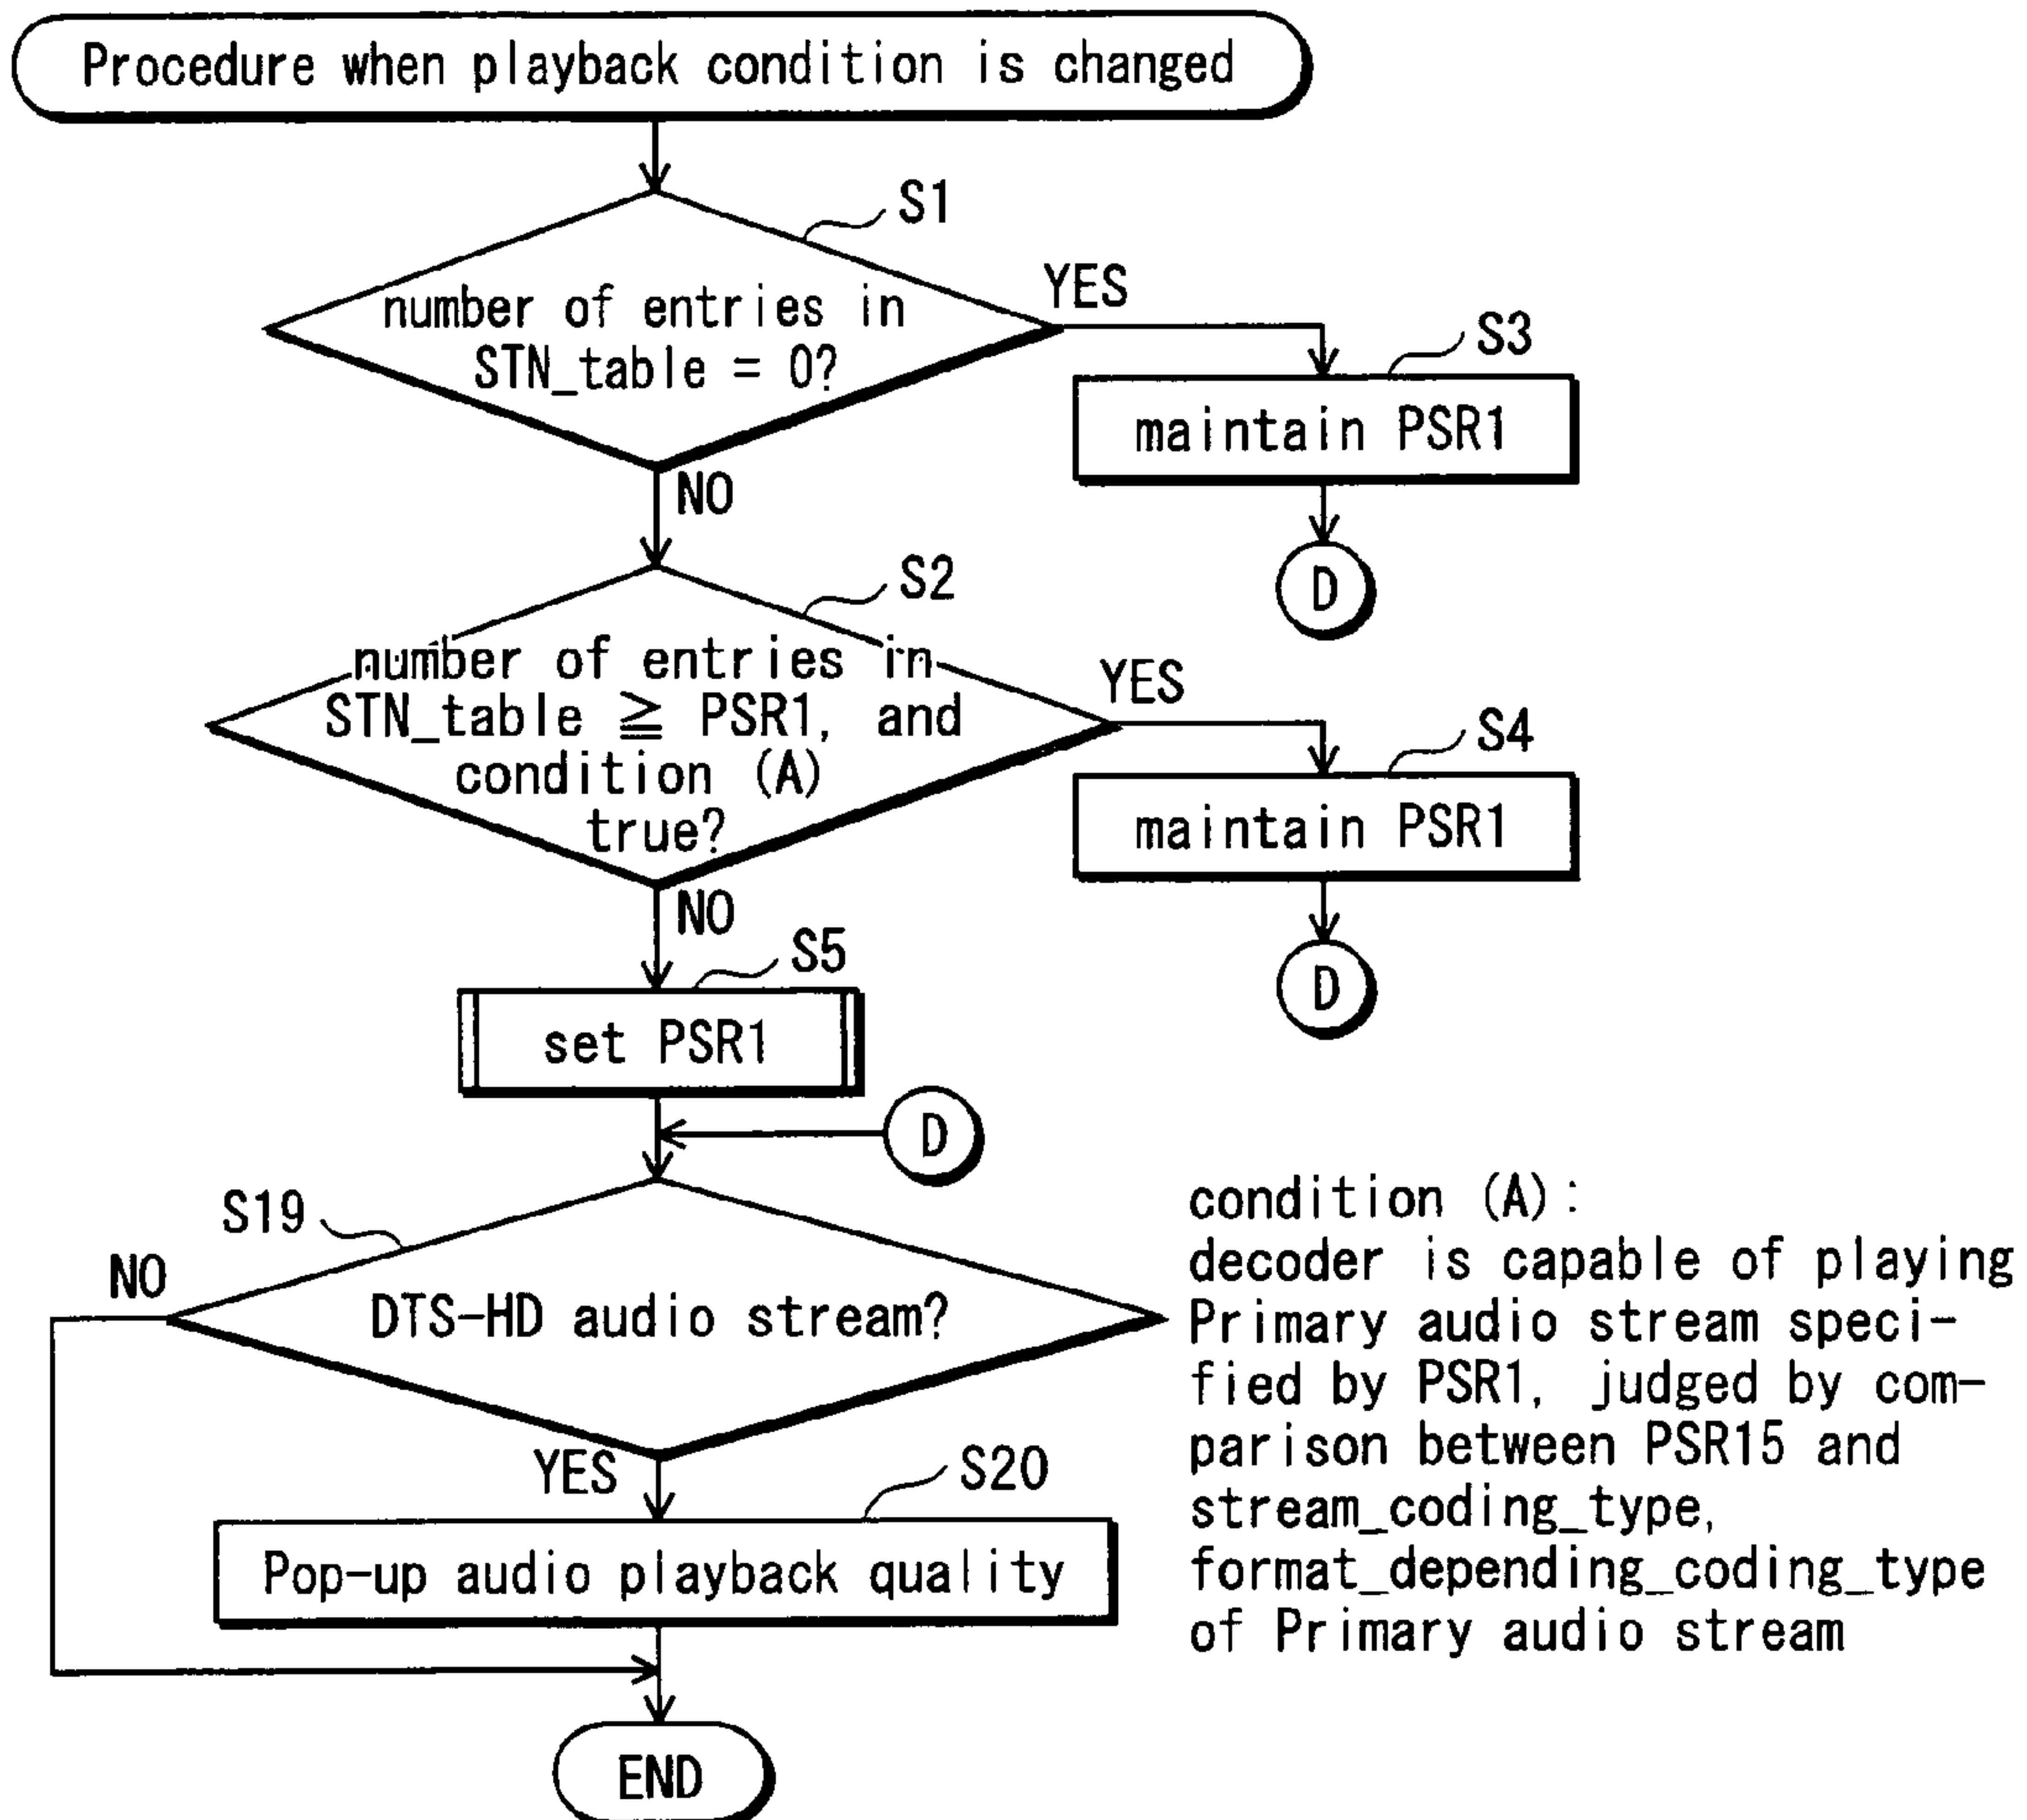 Procedure when playback condition is changed
S1
number of entries in
STN_table = 0?
YES
S3
maintain PSR1
D
NO
S2
number of entries in
STN_table ≧ PSR1, and
condition (A)
true?
YES
S4
maintain PSR1
D
NO
S5
set PSR1
D
S19
NO
DTS-HD audio stream?
YES
S20
Pop-up audio playback quality
END
condition (A):
decoder is capable of playing
Primary audio stream speci-
fied by PSR1, judged by com-
parison between PSR15 and
stream_coding_type,
format_depending_coding_type
of Primary audio stream